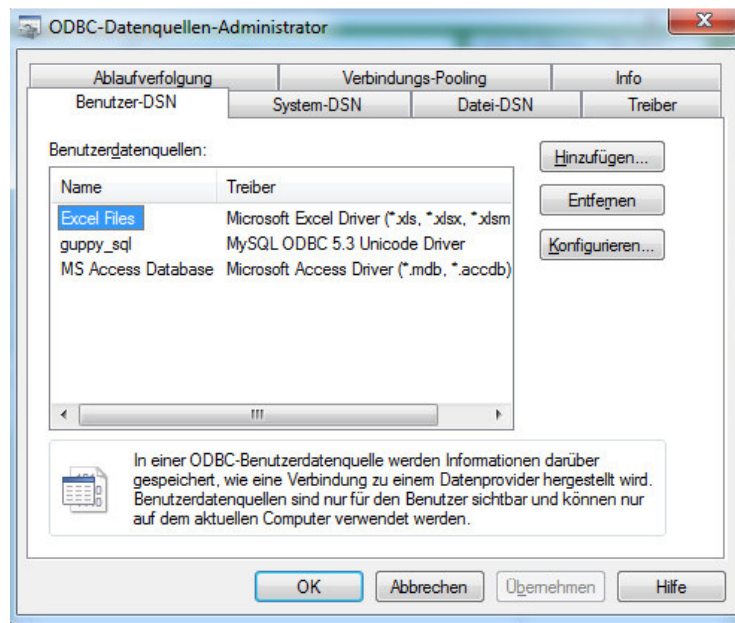 ODBC-Datenquellen-Administrator
Ablaufverfolgung Verbindungs-Pooling Info
Benutzer-DSN System-DSN Datei-DSN Treiber
Benutzerdatenquellen:
Hinzufügen...
Name Treiber
Entfernen
Excel Files Microsoft Excel Driver (*.xls, *.xlsx, *.xlsm
guppy_sql MySQL ODBC 5.3 Unicode Driver
Konfigurieren...
MS Access Database Microsoft Access Driver (*.mdb, *.accdb)
In einer ODBC-Benutzerdatenquelle werden Informationen darüber
gespeichert, wie eine Verbindung zu einem Datenprovider hergestellt wird.
Benutzerdatenquellen sind nur für den Benutzer sichtbar und können nur
auf dem aktuellen Computer verwendet werden.
OK Abbrechen Übernehmen Hilfe